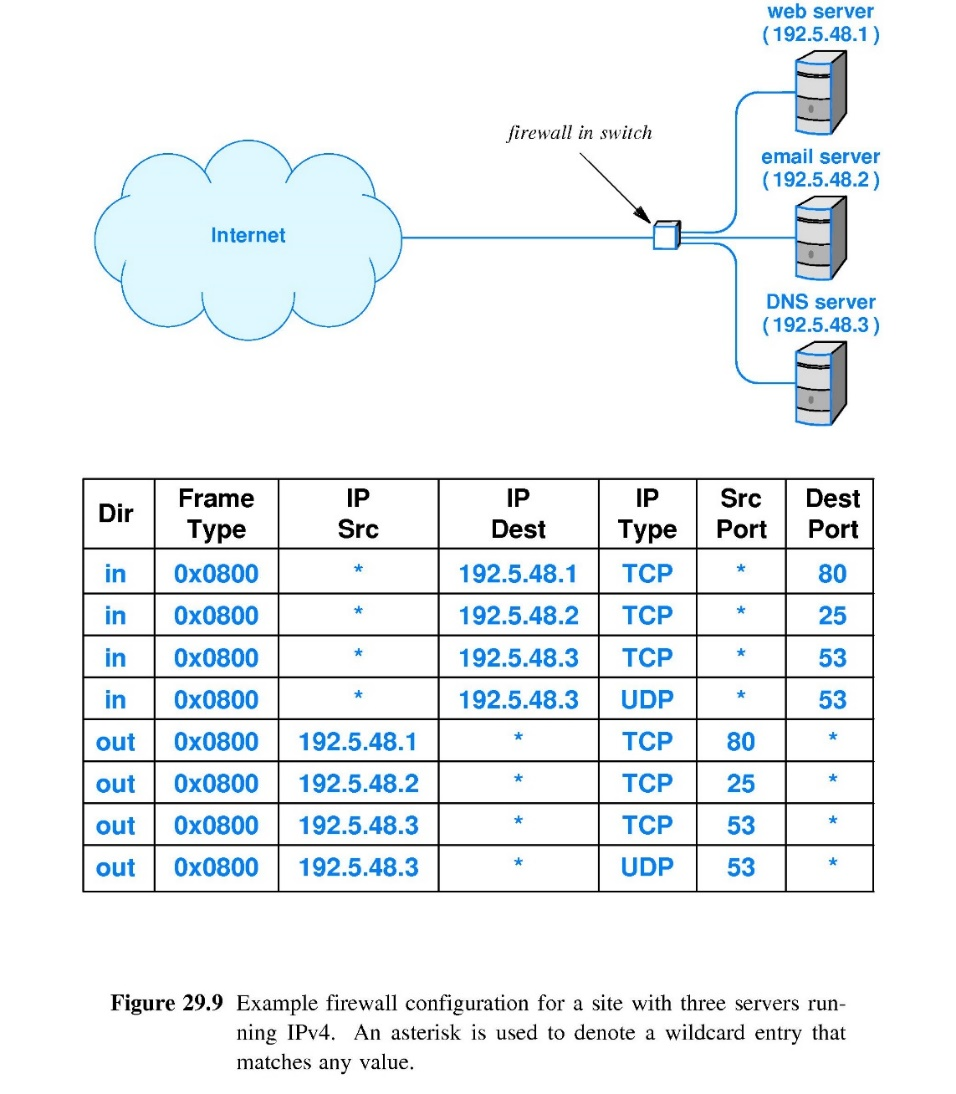 web server
(192.5.48.1)
firewall in switch
email server
(192.5.48.2)
Internet
DNS server
(192.5.48.3)
Dir Frame Type IP Src IP Dest IP Type Src Port Dest Port
in 0x0800 * 192.5.48.1 TCP * 80
in 0x0800 * 192.5.48.2 TCP * 25
in 0x0800 * 192.5.48.3 TCP * 53
in 0x0800 * 192.5.48.3 UDP * 53
out 0x0800 192.5.48.1 * TCP 80 *
out 0x0800 192.5.48.2 * TCP 25 *
out 0x0800 192.5.48.3 * TCP 53 *
out 0x0800 192.5.48.3 * UDP 53 *
Figure 29.9 Example firewall configuration for a site with three servers run-
ning IPv4. An asterisk is used to denote a wildcard entry that
matches any value.